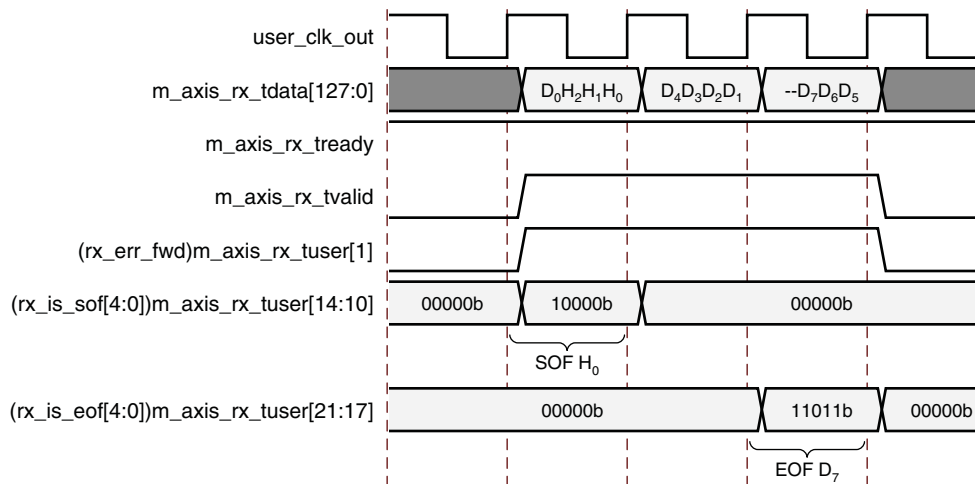 user_clk_out
m_axis_rx_tdata[127:0] D₀H₂H₁H₀ D₄D₃D₂D₁ --D₇D₆D₅
m_axis_rx_tready
m_axis_rx_tvalid
(rx_err_fwd)m_axis_rx_tuser[1]
(rx_is_sof[4:0])m_axis_rx_tuser[14:10] 00000b 10000b 00000b
SOF H₀
(rx_is_eof[4:0])m_axis_rx_tuser[21:17] 00000b 11011b 00000b
EOF D₇